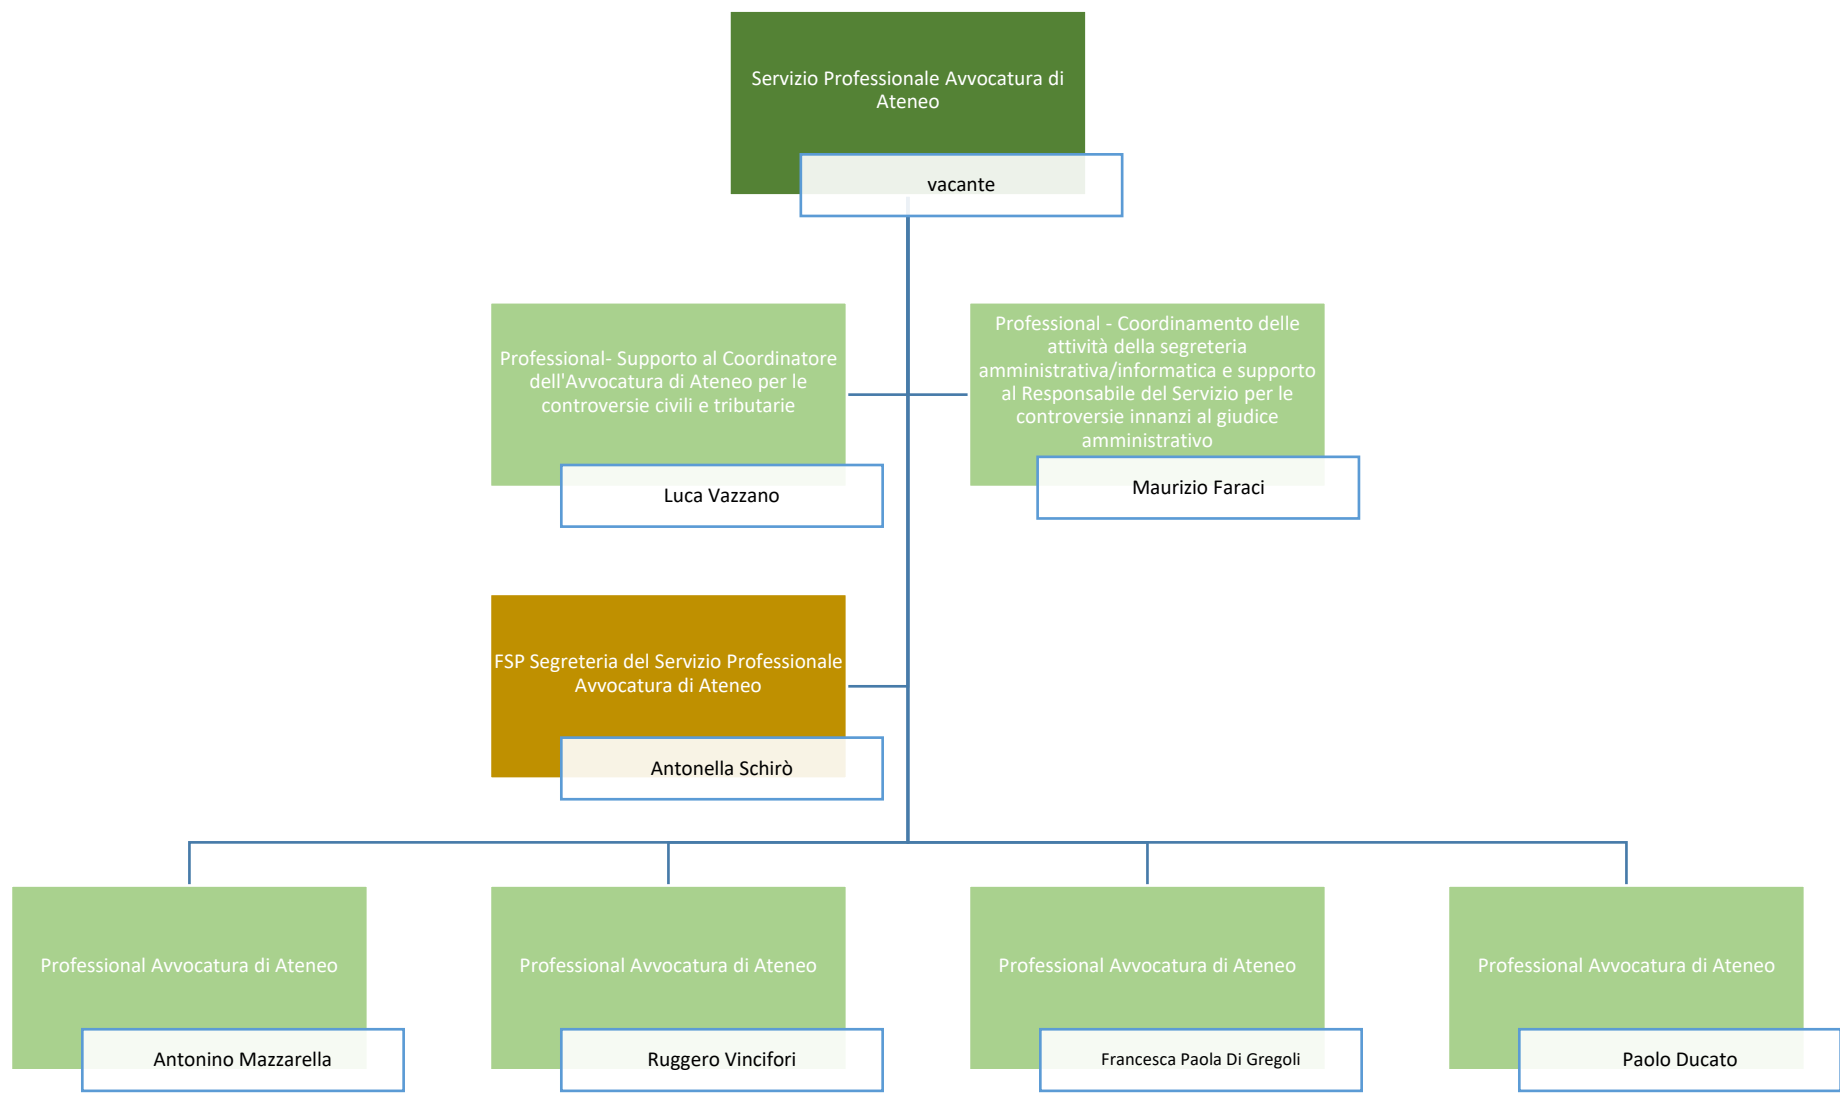 Servizio Professionale Avvocatura di
Ateneo
vacante
Professional- Supporto al Coordinatore
dell'Avvocatura di Ateneo per le
controversie civili e tributarie
Luca Vazzano
Professional - Coordinamento delle
attività della segreteria
amministrativa/informatica e supporto
al Responsabile del Servizio per le
controversie innanzi al giudice
amministrativo
Maurizio Faraci
FSP Segreteria del Servizio Professionale
Avvocatura di Ateneo
Antonella Schirò
Professional Avvocatura di Ateneo
Antonino Mazzarella
Professional Avvocatura di Ateneo
Ruggero Vincifori
Professional Avvocatura di Ateneo
Francesca Paola Di Gregoli
Professional Avvocatura di Ateneo
Paolo Ducato